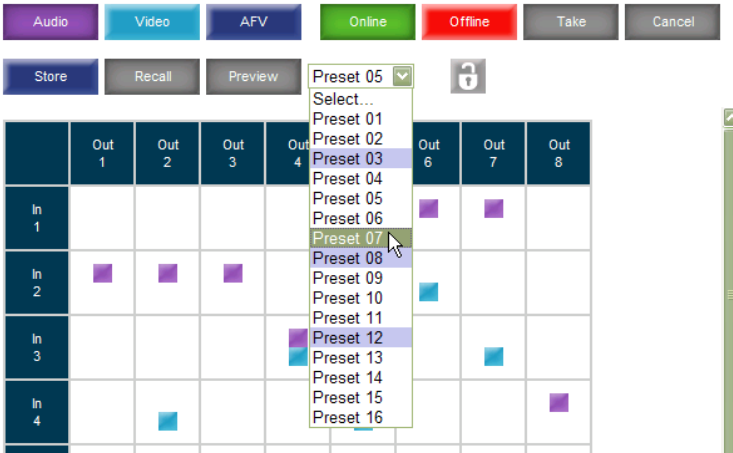 Audio Video AFV Online Offline Take Cancel
Store Recall Preview Preset 05
Select...
Preset 01
Preset 02
Preset 03
Preset 04
Preset 05
Preset 06
Preset 07
Preset 08
Preset 09
Preset 10
Preset 11
Preset 12
Preset 13
Preset 14
Preset 15
Preset 16
Out Out Out Out Out Out Out
1 2 3 4 6 7 8
In
1
In
2
In
3
In
4